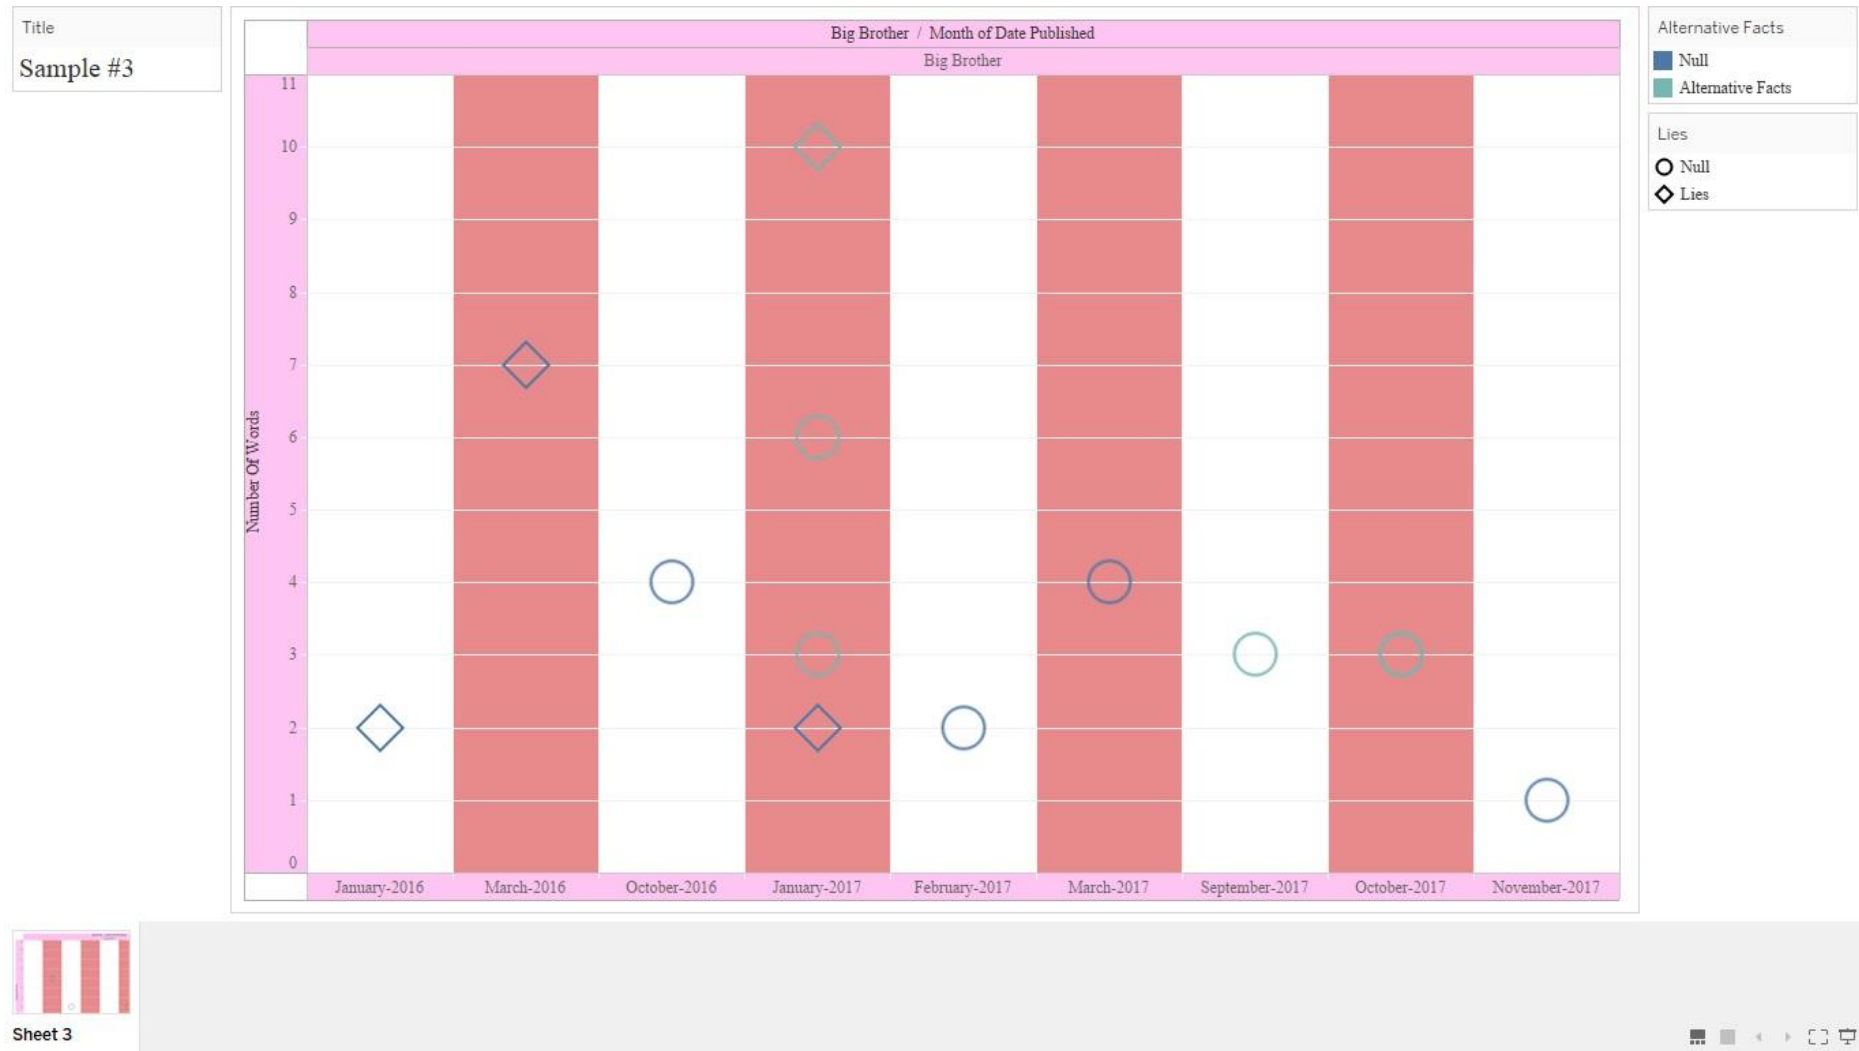 Title
Sample #3
Big Brother / Month of Date Published
Big Brother
11
10
9
8
7
6
5
4
3
2
1
0
Number Of Words
January-2016
March-2016
October-2016
January-2017
February-2017
March-2017
September-2017
October-2017
November-2017
Alternative Facts
Null
Alternative Facts
Lies
Null
Lies
Sheet 3